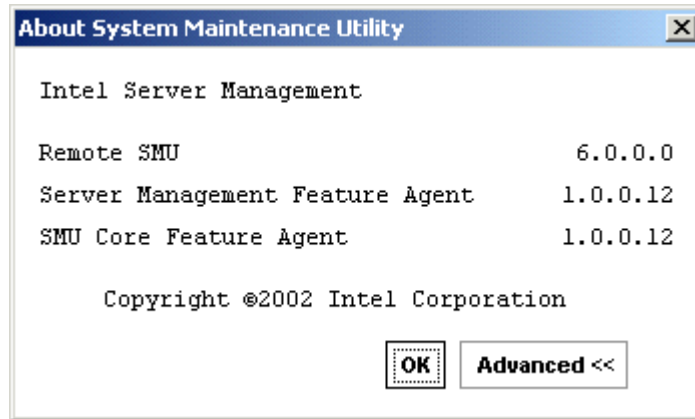 About System Maintenance Utility
Intel Server Management
Remote SMU 6.0.0.0
Server Management Feature Agent 1.0.0.12
SMU Core Feature Agent 1.0.0.12
Copyright ©2002 Intel Corporation
OK Advanced <<